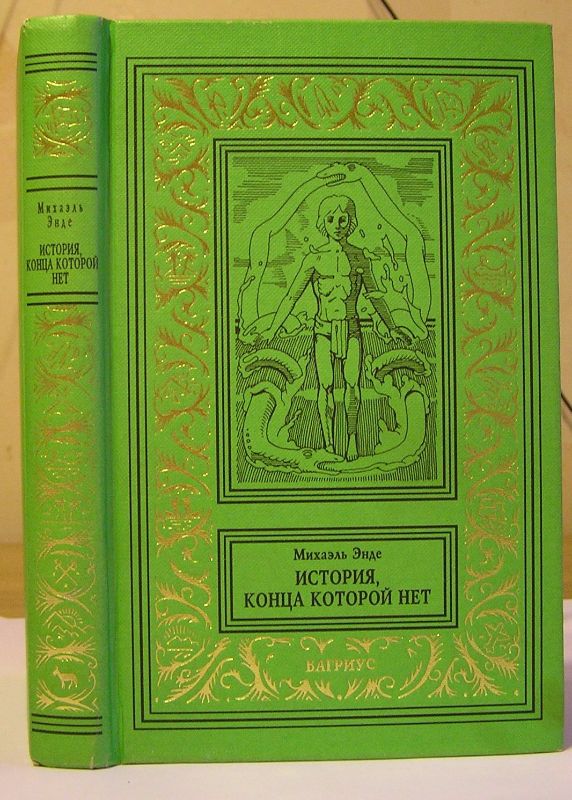 Михаэль
Энде
ИСТОРИЯ,
КОНЦА КОТОРОЙ
НЕТ
Михаэль Энде
ИСТОРИЯ,
КОНЦА КОТОРОЙ НЕТ
ВАГРИУС